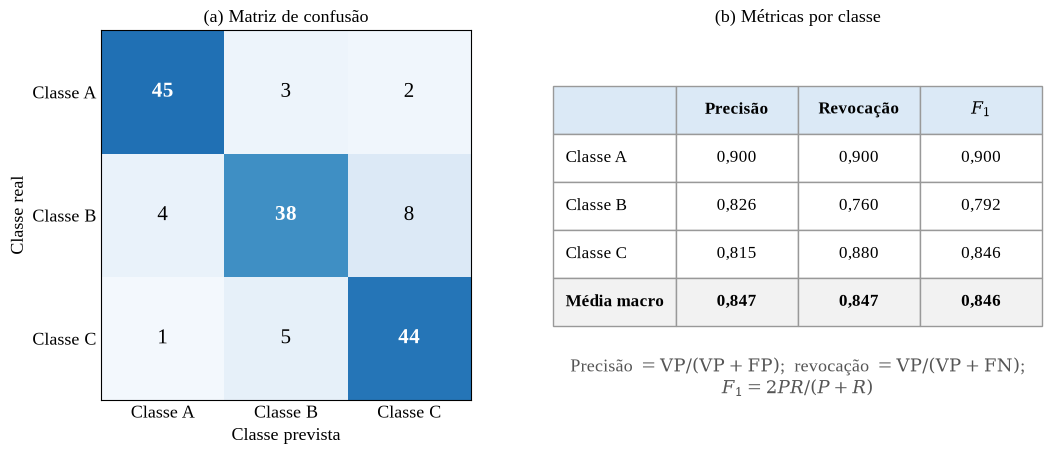 (a) Matriz de confusão
Classe real
Classe A 45 3 2
Classe B 4 38 8
Classe C 1 5 44
Classe A Classe B Classe C
Classe prevista
(b) Métricas por classe
Precisão Revocação F₁
Classe A 0,900 0,900 0,900
Classe B 0,826 0,760 0,792
Classe C 0,815 0,880 0,846
Média macro 0,847 0,847 0,846
Precisão = VP/(VP + FP); revocação = VP/(VP + FN);
F₁ = 2PR/(P + R)